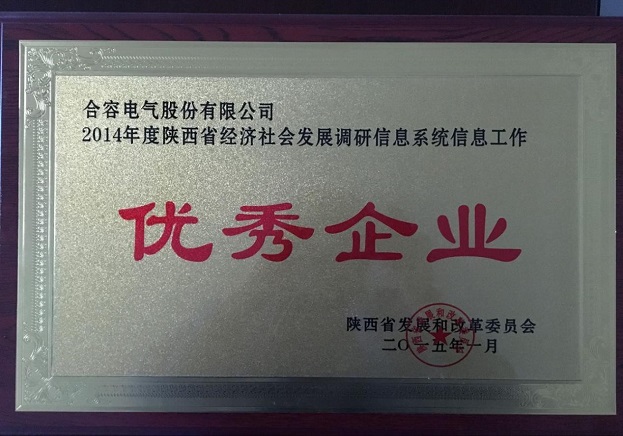 合容电气股份有限公司
2014年度陕西省经济社会发展调研信息系统信息工作
优秀企业
陕西省发展和改革委员会
二〇一五年一月